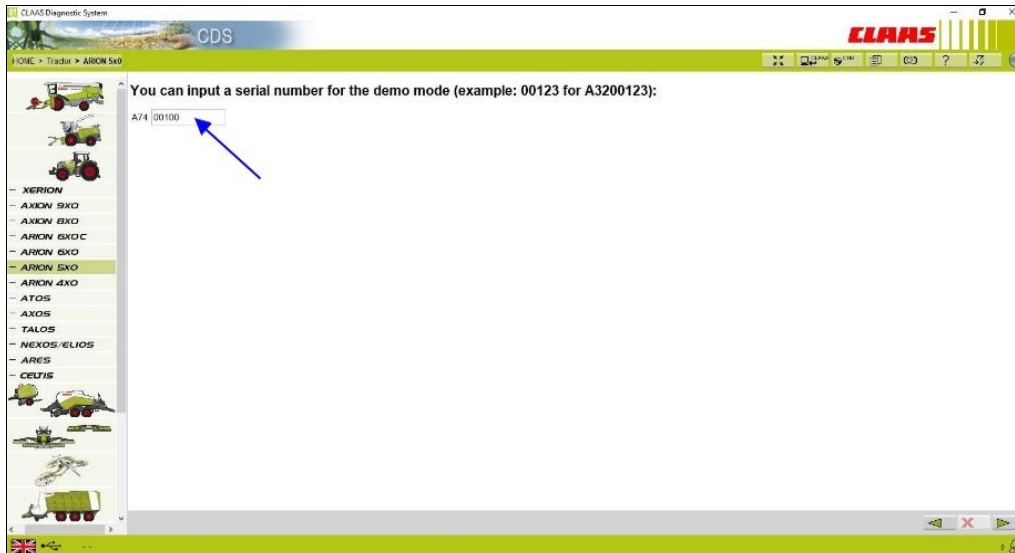 CLAAS Diagnostic System
CDS
CLAAS
HOME > Tractor > ARION 5x0
You can input a serial number for the demo mode (example: 00123 for A3200123):
A74 00100
XERION
AXION 9X0
AXION 8X0
ARION 6X0 C
ARION 6X0
ARION 5X0
ARION 4X0
ATOS
AXOS
TALOS
NEXOS/ELIOS
ARES
CELTIS